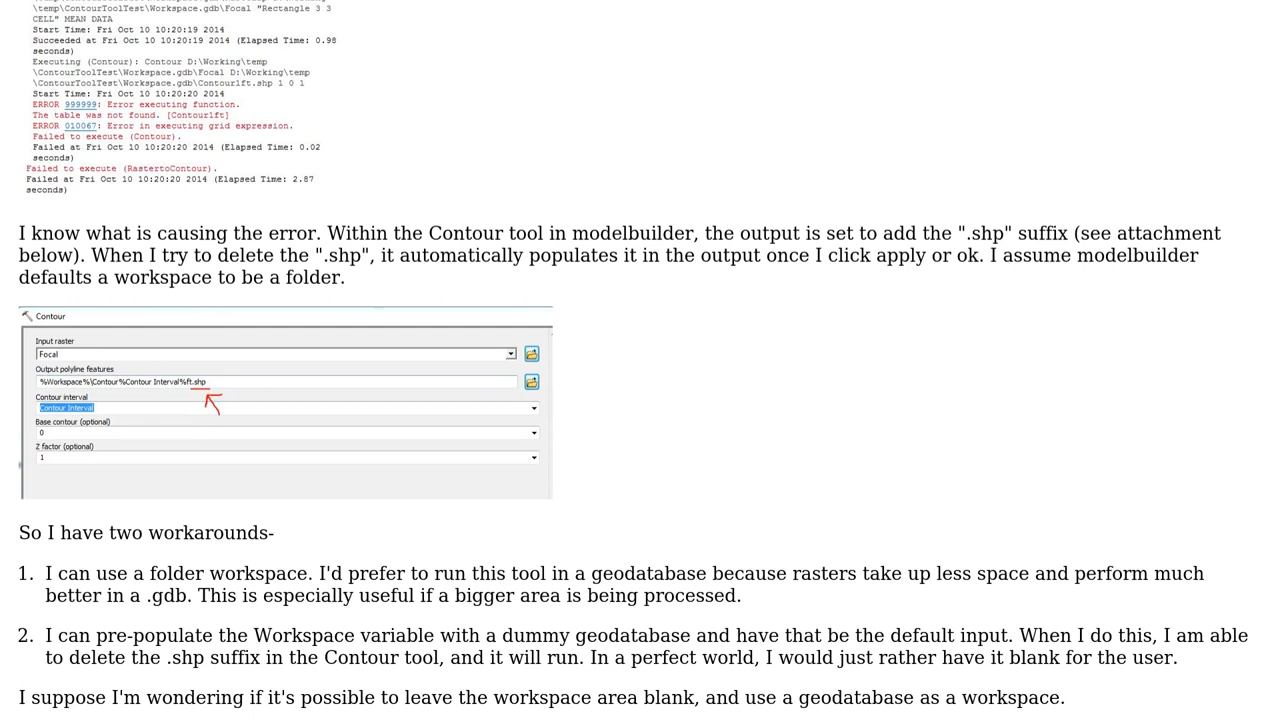 \temp\ContourToolTest\Workspace.gdb\Focal "Rectangle 3 3
CELL" MEAN DATA
Start Time: Fri Oct 10 10:20:19 2014
Succeeded at Fri Oct 10 10:20:19 2014 (Elapsed Time: 0.98
seconds)
Executing (Contour): Contour D:\Working\temp
\ContourToolTest\Workspace.gdb\Focal D:\Working\temp
\ContourToolTest\Workspace.gdb\Contour1ft.shp 1 0 1
Start Time: Fri Oct 10 10:20:20 2014
ERROR 999999: Error executing function.
The table was not found. [Contour1ft]
ERROR 010067: Error in executing grid expression.
Failed to execute (Contour).
Failed at Fri Oct 10 10:20:20 2014 (Elapsed Time: 0.02
seconds)
Failed to execute (RastertoContour).
Failed at Fri Oct 10 10:20:20 2014 (Elapsed Time: 2.87
seconds)
I know what is causing the error. Within the Contour tool in modelbuilder, the output is set to add the ".shp" suffix (see attachment
below). When I try to delete the ".shp", it automatically populates it in the output once I click apply or ok. I assume modelbuilder
defaults a workspace to be a folder.
Contour
Input raster
Focal
Output polyline features
%Workspace%\Contour%Contour Interval%ft.shp
Contour interval
Contour Interval
Base contour (optional)
0
Z factor (optional)
1
So I have two workarounds-
1. I can use a folder workspace. I'd prefer to run this tool in a geodatabase because rasters take up less space and perform much
better in a .gdb. This is especially useful if a bigger area is being processed.
2. I can pre-populate the Workspace variable with a dummy geodatabase and have that be the default input. When I do this, I am able
to delete the .shp suffix in the Contour tool, and it will run. In a perfect world, I would just rather have it blank for the user.
I suppose I'm wondering if it's possible to leave the workspace area blank, and use a geodatabase as a workspace.